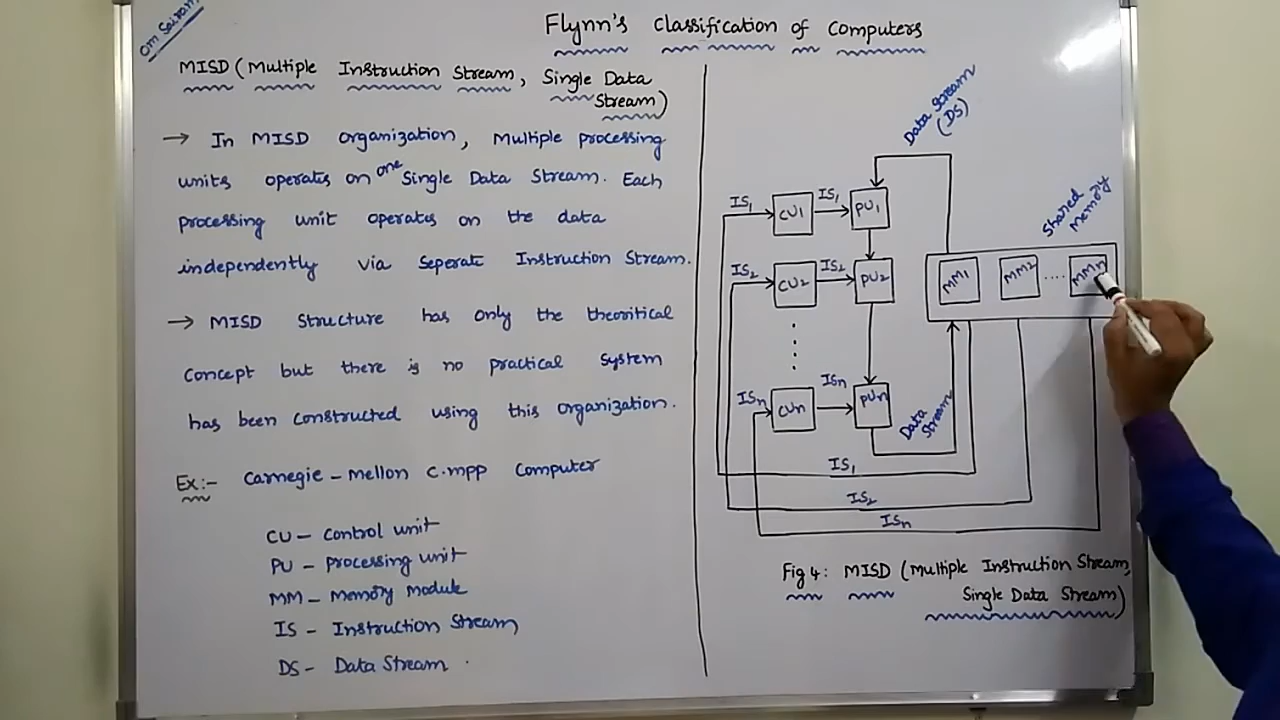 Om Sairam
Flynn's Classification of Computers
MISD (Multiple Instruction Stream, Single Data
Stream)
→ In MISD organization, Multiple processing
units operates on one Single Data Stream. Each
processing unit operates on the data
independently via Seperate Instruction Stream.
→ MISD Structure has only the theoritical
concept but there is no practical system
has been constructed using this organization.
Ex:- Carnegie - Mellon C.mpp Computer
CU - Control unit
PU - Processing unit
MM - Memory Module
IS - Instruction Stream
DS - Data Stream
Data Stream
(DS)
Shared
Memory
IS1 CU1 IS1 PU1
IS2 CU2 IS2 PU2
MM1 MM2 .... MMn
ISn CUn ISn PUn
Data
Stream
IS1
IS2
ISn
Fig 4: MISD (Multiple Instruction Stream,
Single Data Stream)